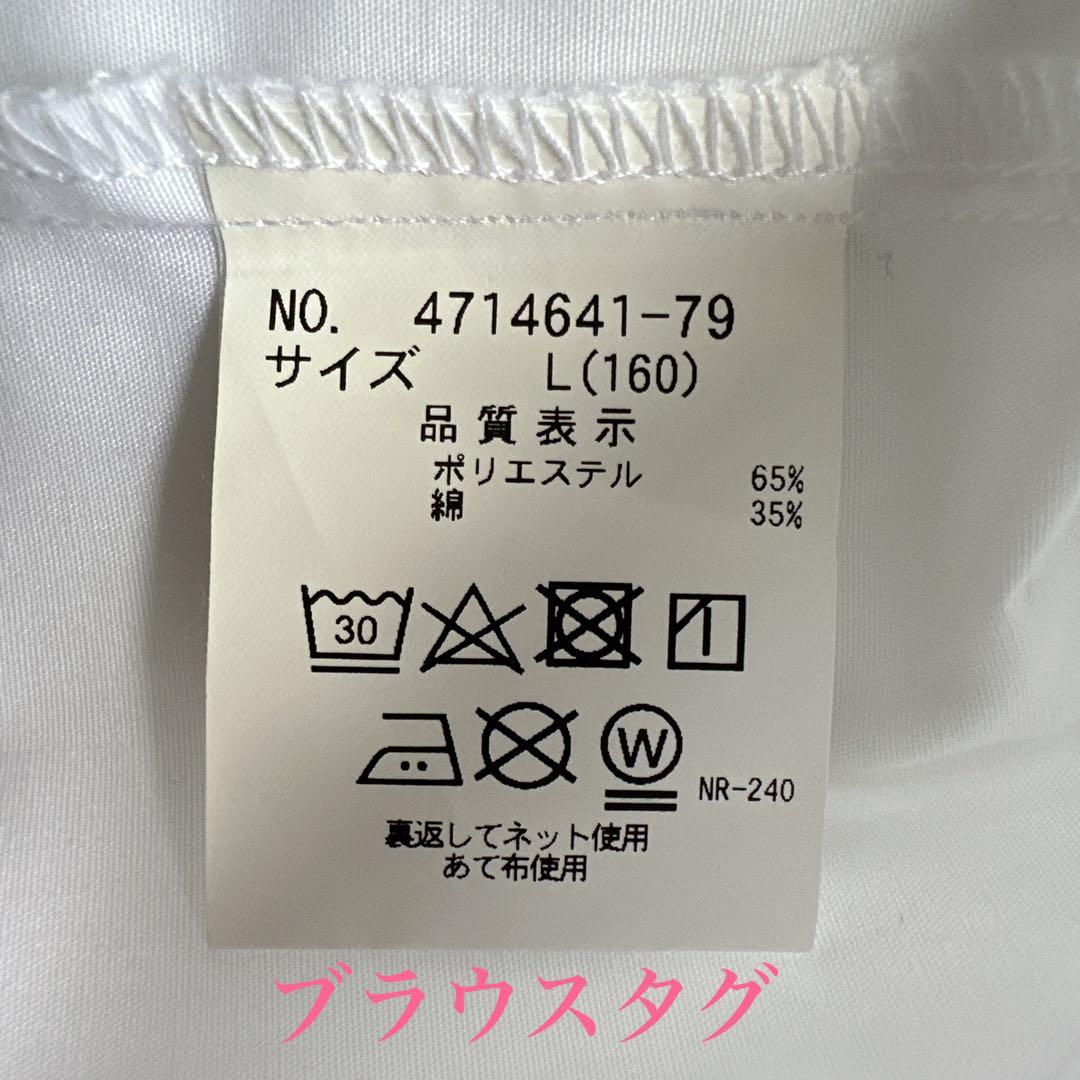 NO. 4714641-79
サイズ L(160)
品質表示
ポリエステル 65%
綿 35%
30
W
NR-240
裏返してネット使用
あて布使用
ブラウスタグ